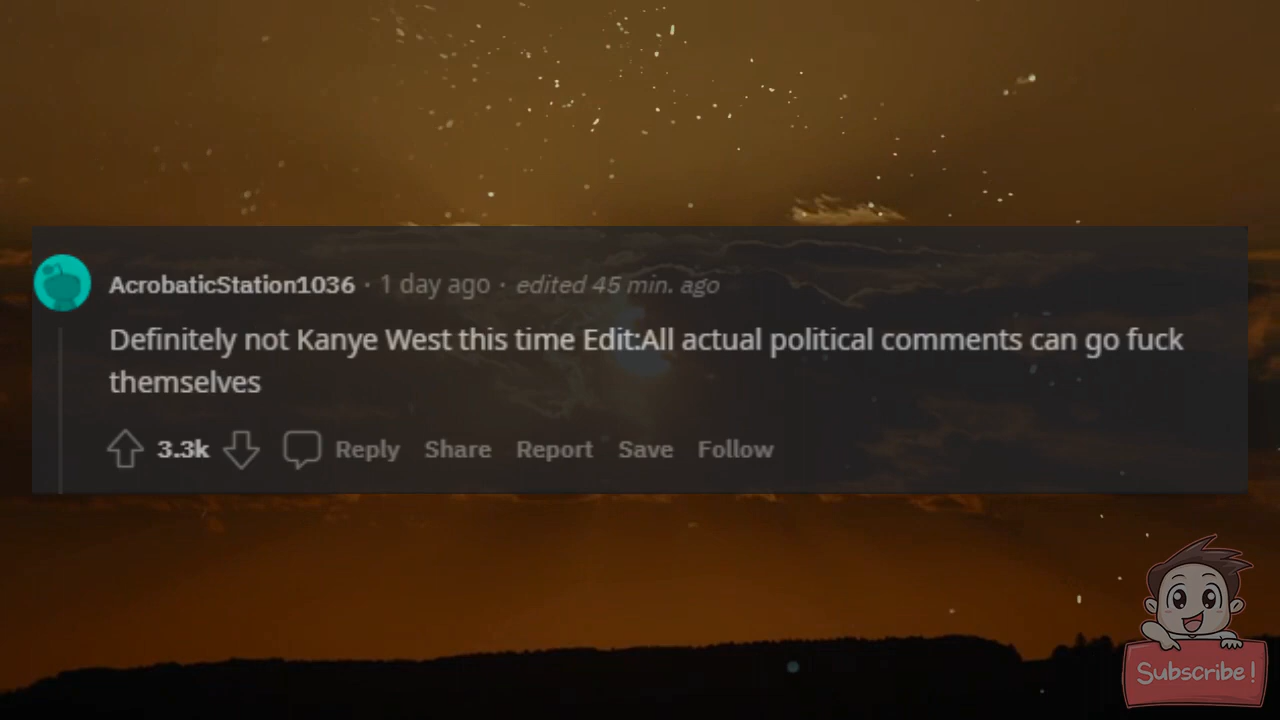 AcrobaticStation1036 · 1 day ago · edited 45 min. ago
Definitely not Kanye West this time Edit:All actual political comments can go fuck
themselves
3.3k Reply Share Report Save Follow
Subscribe!